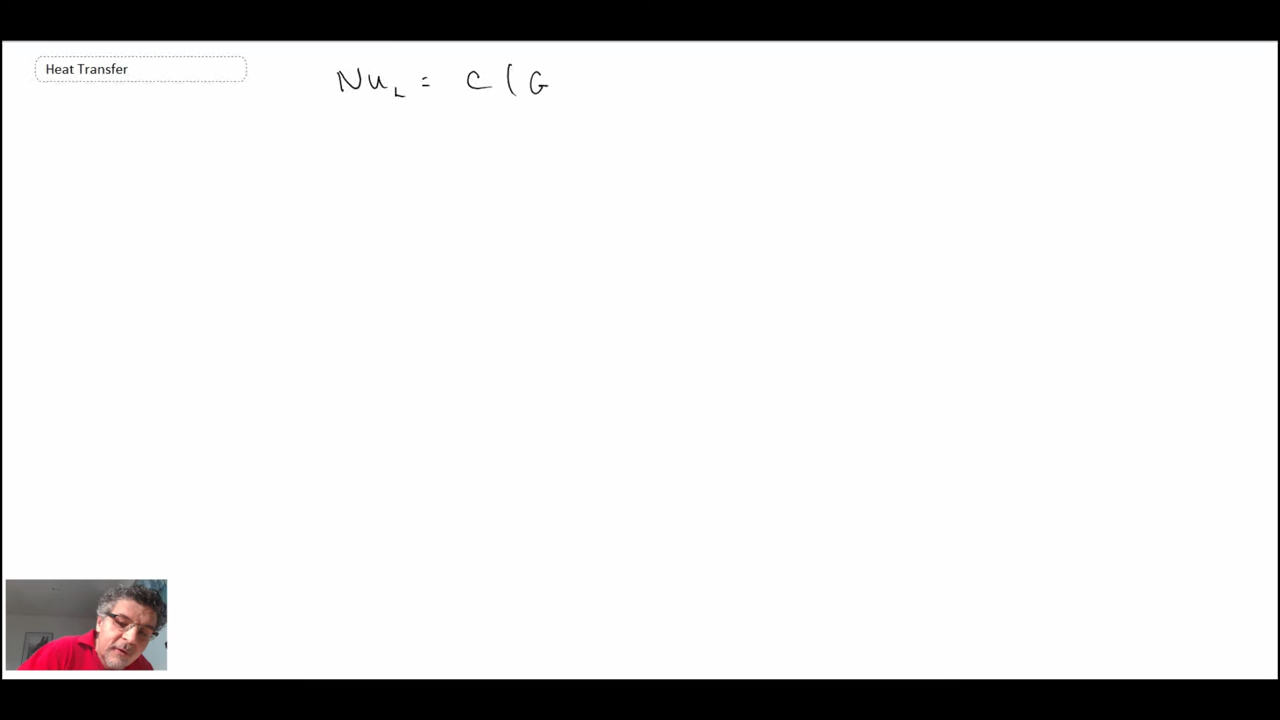 Heat Transfer
Nu_L = C (G